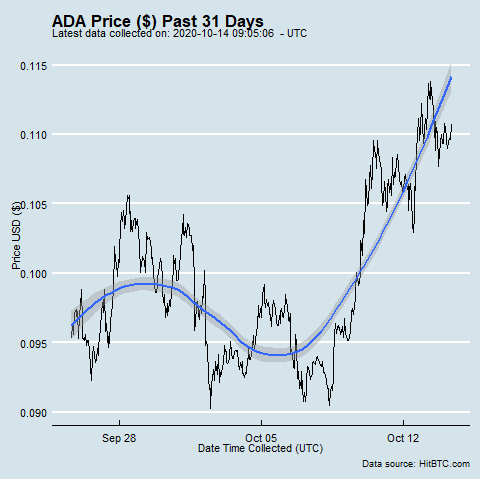 ADA Price ($) Past 31 Days
Latest data collected on: 2020-10-14 09:05:06  - UTC
0.115
0.110
0.105
0.100
0.095
0.090
Price USD ($)
Sep 28
Oct 05
Oct 12
Date Time Collected (UTC)
Data source: HitBTC.com